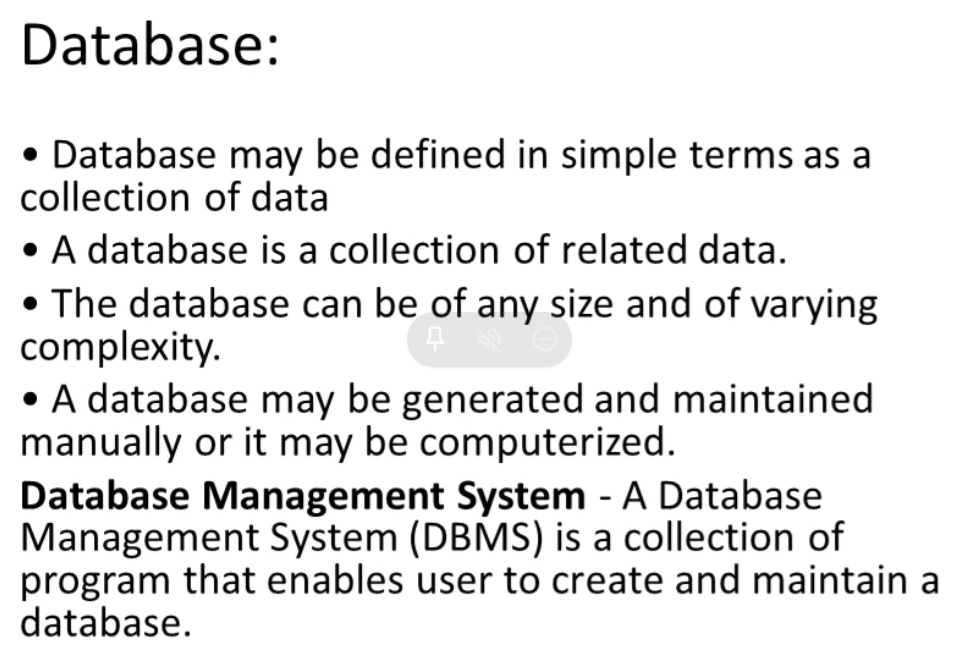 Database:
• Database may be defined in simple terms as a
collection of data
• A database is a collection of related data.
• The database can be of any size and of varying
complexity.
• A database may be generated and maintained
manually or it may be computerized.
Database Management System - A Database
Management System (DBMS) is a collection of
program that enables user to create and maintain a
database.